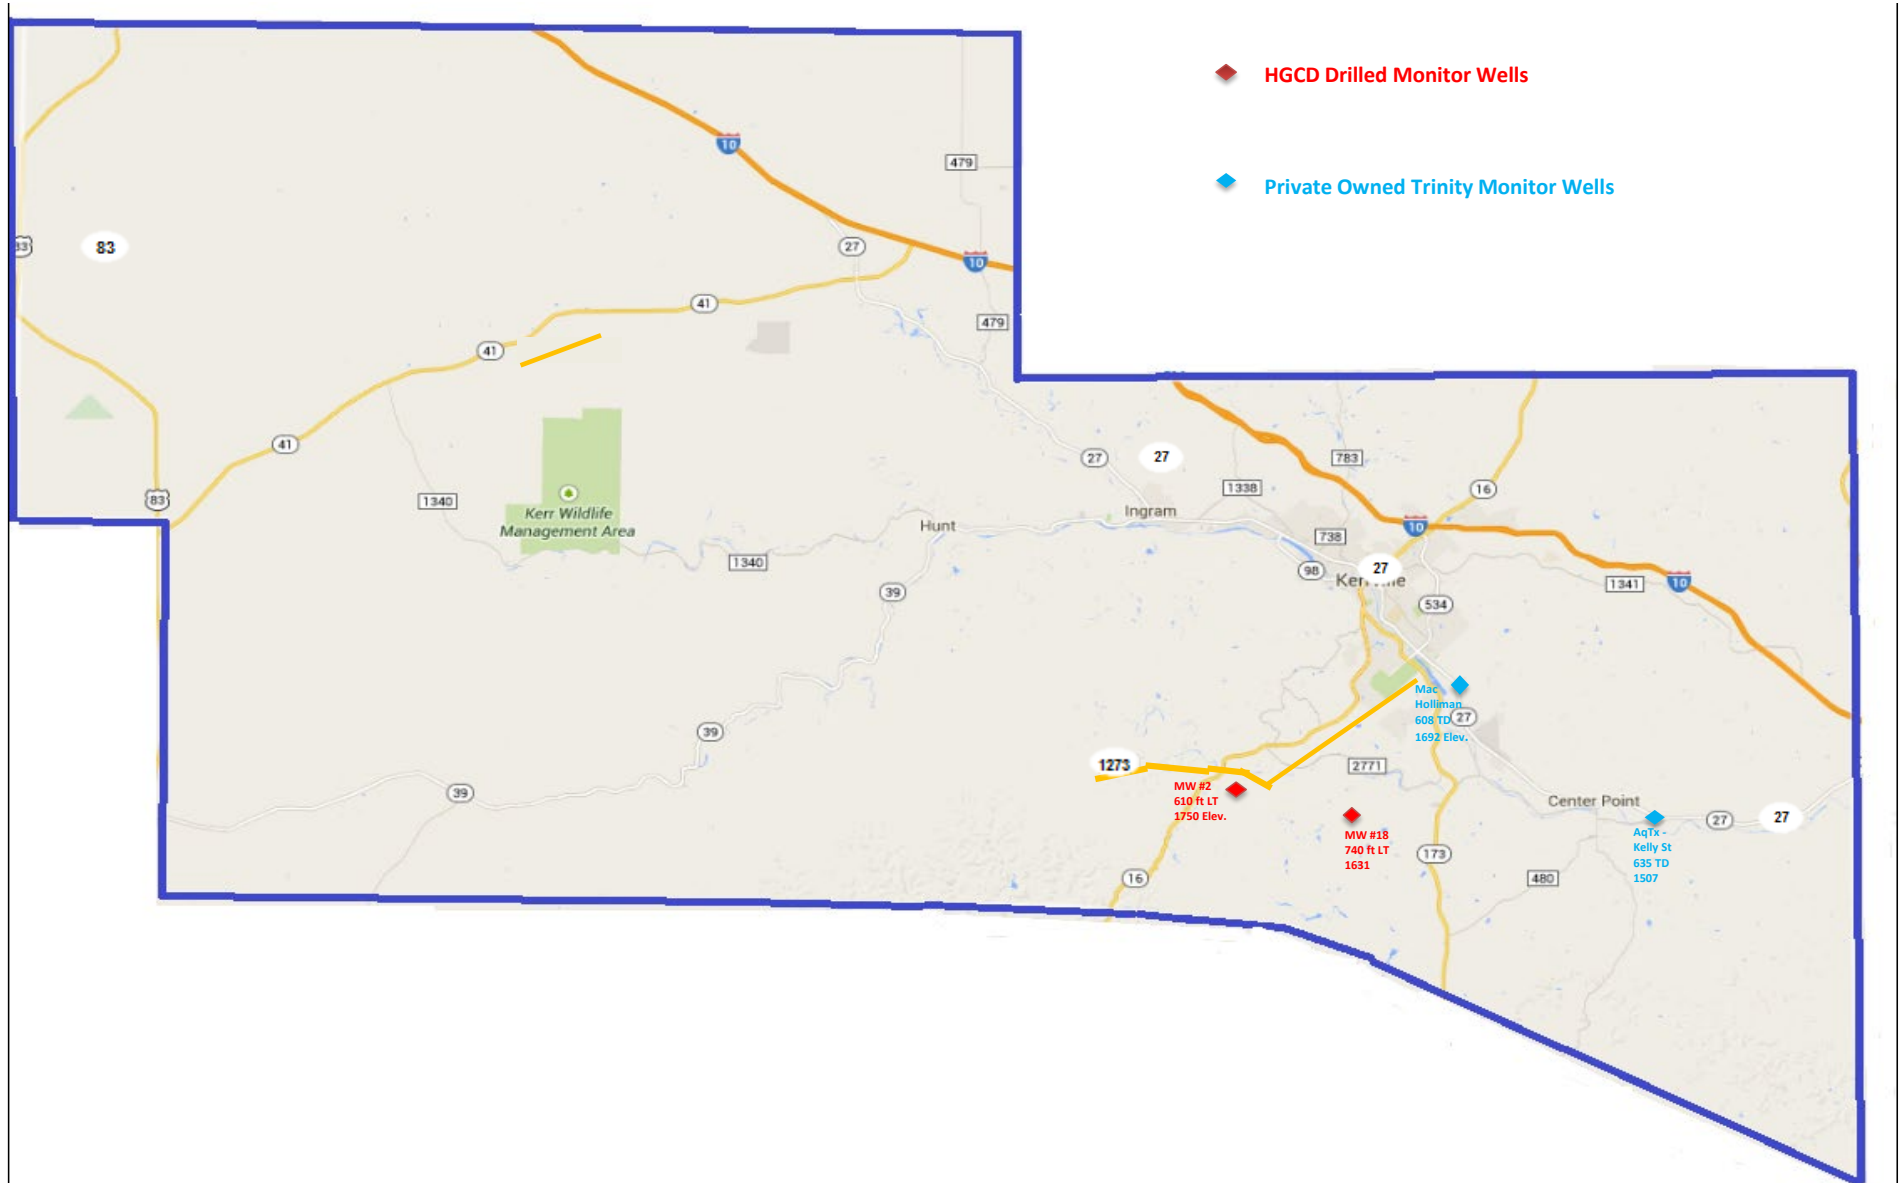 HGCD Drilled Monitor Wells
10
479
Private Owned Trinity Monitor Wells
33
83
27
10
41
479
41
41
27
27
783
1338
16
83
1340
Kerr Wildlife
Management Area
Hunt
Ingram
10
738
1340
98
27
1341
10
39
534
Mac
Holliman
608 TD
1692 Elev.
27
39
1273
2771
MW #2
610 ft LT
1750 Elev.
39
Center Point
MW #18
740 ft LT
1631
27
27
AqTx -
Kelly St
635 TD
1507
173
16
480